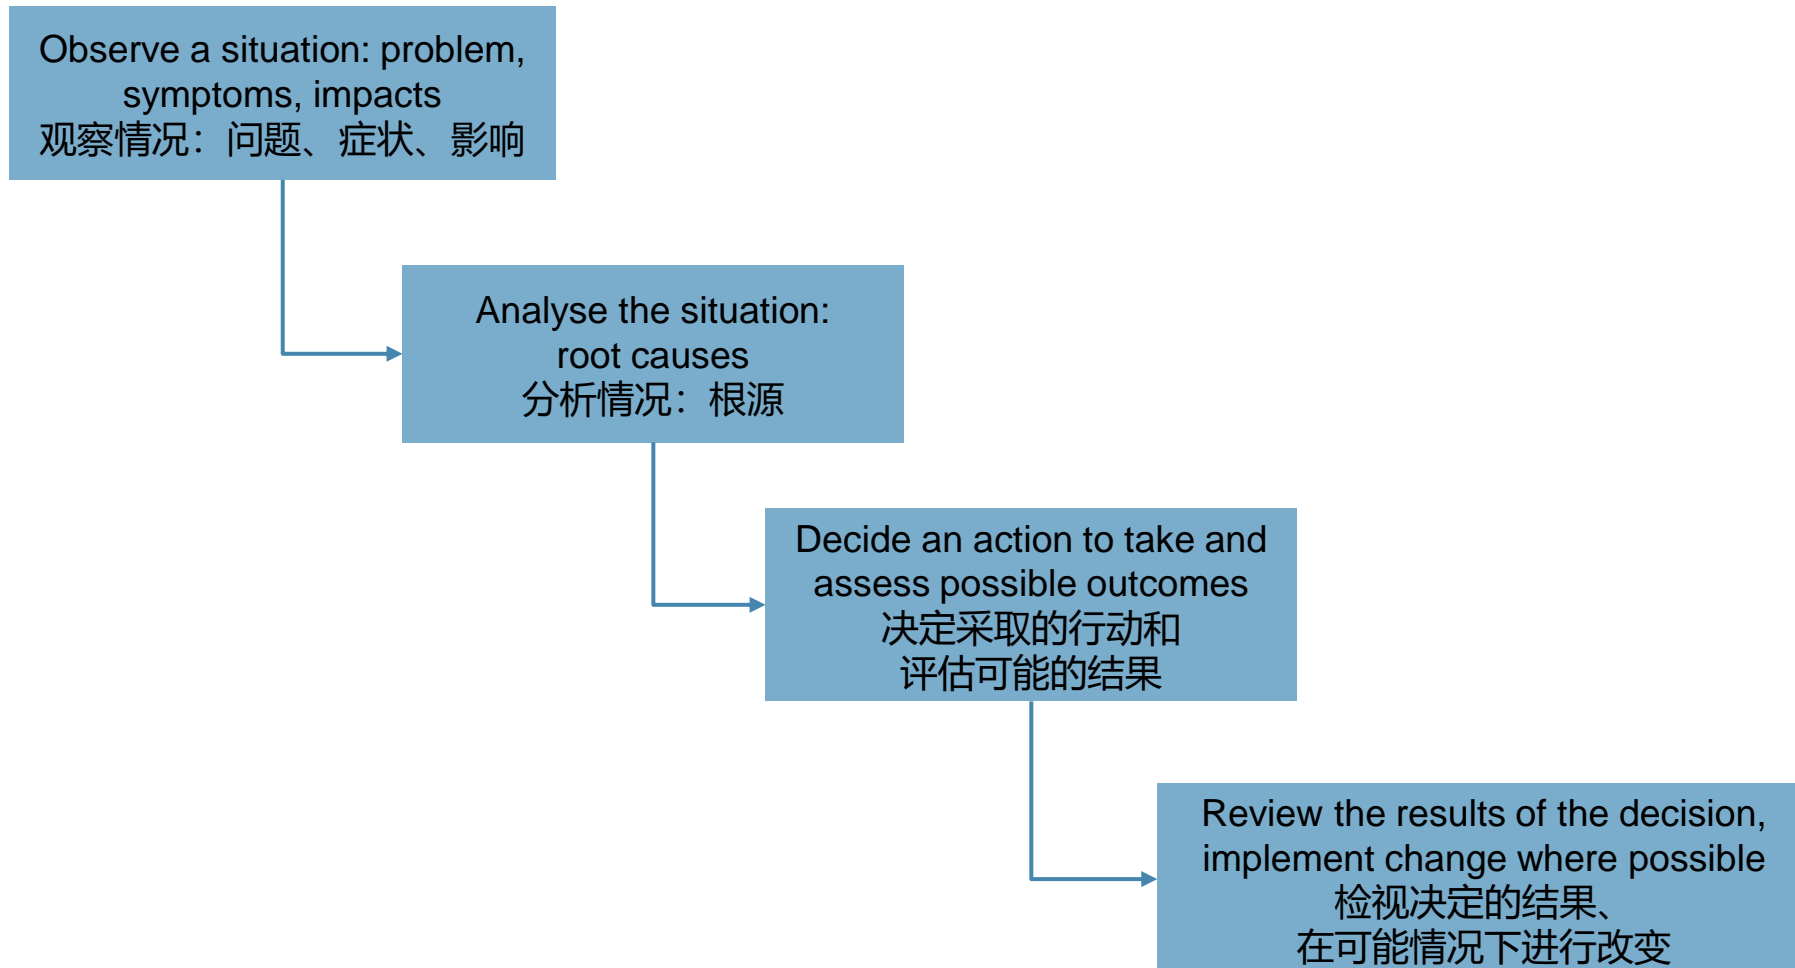 Observe a situation: problem,
symptoms, impacts
观察情况：问题、症状、影响
Analyse the situation:
root causes
分析情况：根源
Decide an action to take and
assess possible outcomes
决定采取的行动和
评估可能的结果
Review the results of the decision,
implement change where possible
检视决定的结果、
在可能情况下进行改变